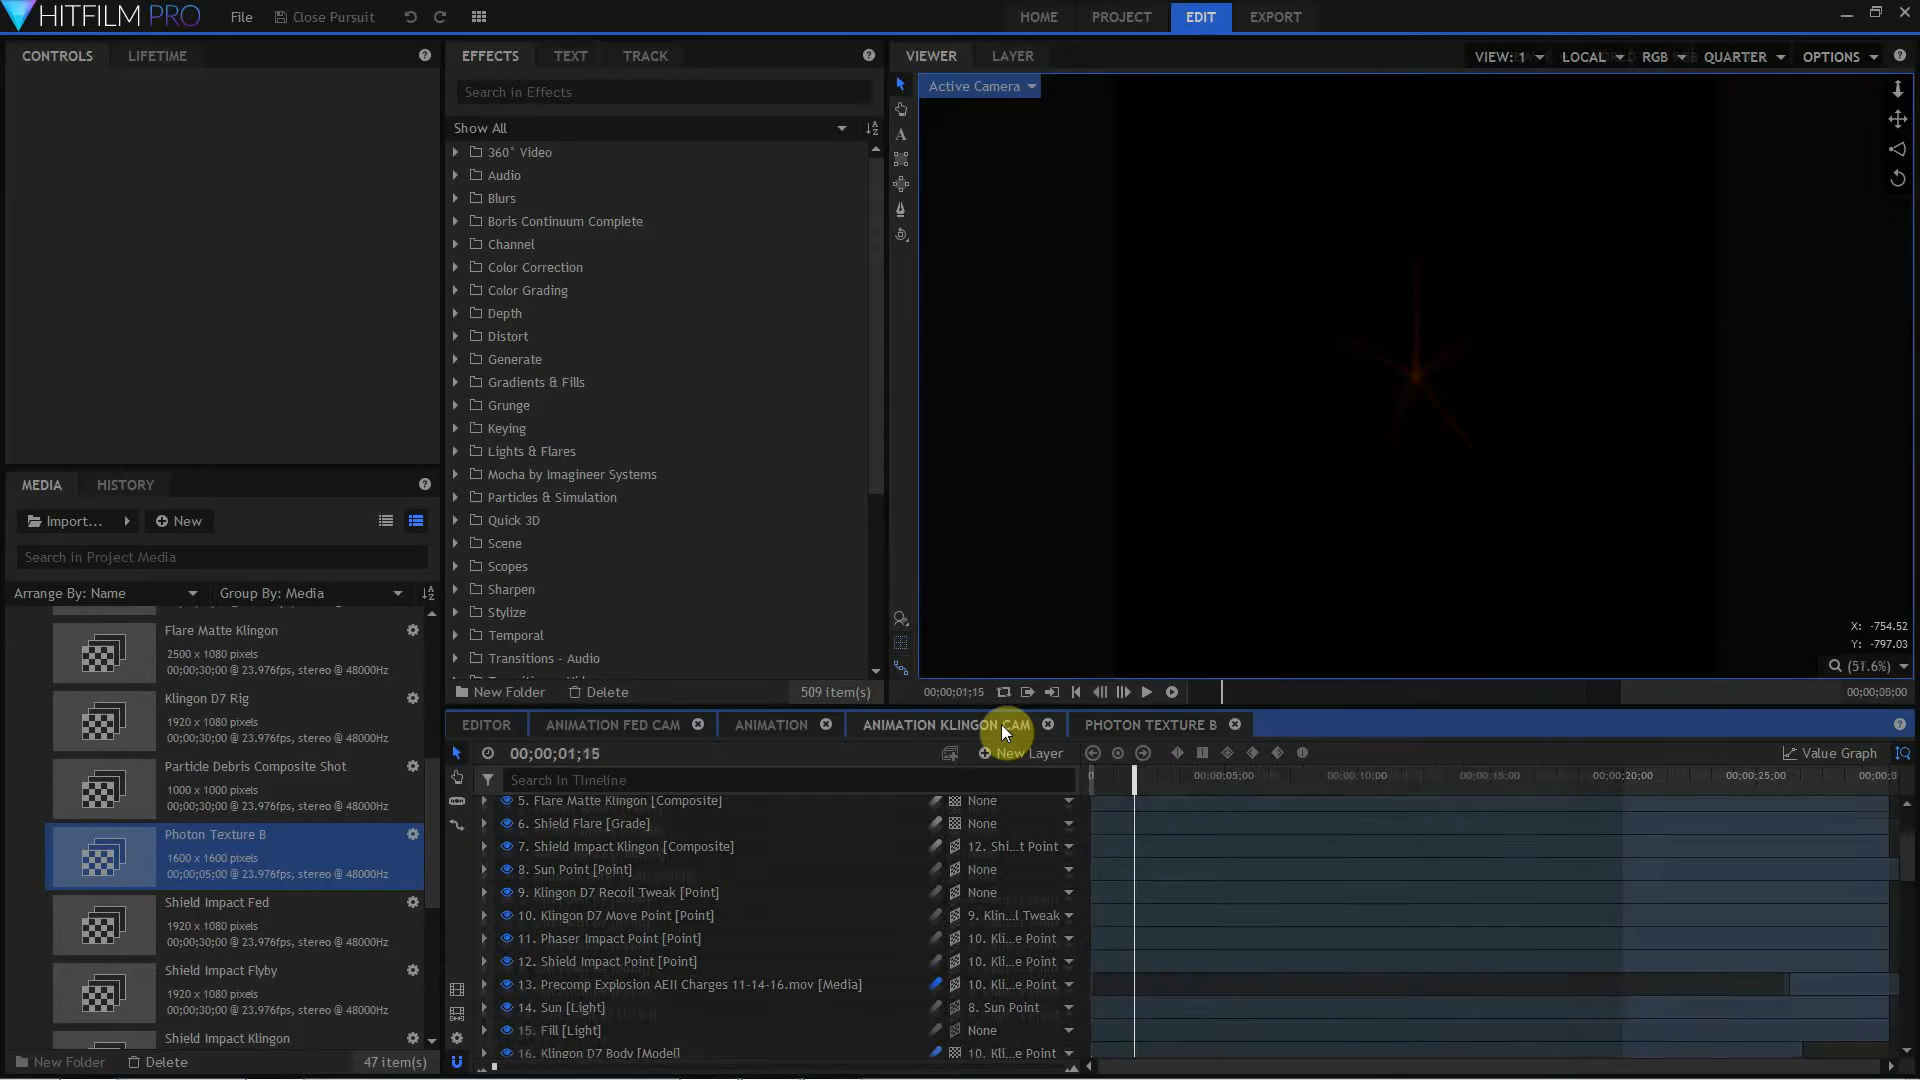 HITFILM PRO File Close Pursuit HOME PROJECT EDIT EXPORT
CONTROLS LIFETIME
EFFECTS TEXT TRACK
Search in Effects
Show All
360° Video
Audio
Blurs
Boris Continuum Complete
Channel
Color Correction
Color Grading
Depth
Distort
Generate
Gradients & Fills
Grunge
Keying
Lights & Flares
Mocha by Imagineer Systems
Particles & Simulation
Quick 3D
Scene
Scopes
Sharpen
Stylize
Temporal
Transitions - Audio
New Folder Delete 509 item(s)
VIEWER LAYER VIEW: 1 LOCAL RGB QUARTER OPTIONS
Active Camera
X: -754.52
Y: -797.03
(51.6%)
00;00;01;15 00;00;05;00
MEDIA HISTORY
Import... New
Search in Project Media
Arrange By: Name Group By: Media
Flare Matte Klingon
2500 x 1080 pixels
00;00;30;00 @ 23.976fps, stereo @ 48000Hz
Klingon D7 Rig
1920 x 1080 pixels
00;00;30;00 @ 23.976fps, stereo @ 48000Hz
Particle Debris Composite Shot
1000 x 1000 pixels
00;00;30;00 @ 23.976fps, stereo @ 48000Hz
Photon Texture B
1600 x 1600 pixels
00;00;05;00 @ 23.976fps, stereo @ 48000Hz
Shield Impact Fed
1920 x 1080 pixels
00;00;30;00 @ 23.976fps, stereo @ 48000Hz
Shield Impact Flyby
1920 x 1080 pixels
00;00;30;00 @ 23.976fps, stereo @ 48000Hz
Shield Impact Klingon
New Folder Delete 47 item(s)
EDITOR ANIMATION FED CAM ANIMATION ANIMATION KLINGON CAM PHOTON TEXTURE B
00;00;01;15 New Layer Value Graph
Search in Timeline
0 00:00:05;00 00:00:10;00 00:00:15;00 00:00:20;00 00:00:25;00 00:00:3
5. Flare Matte Klingon [Composite] None
6. Shield Flare [Grade] None
7. Shield Impact Klingon [Composite] 12. Shi...t Point
8. Sun Point [Point] None
9. Klingon D7 Recoil Tweak [Point] None
10. Klingon D7 Move Point [Point] 9. Klin...l Tweak
11. Phaser Impact Point [Point] 10. Kli...e Point
12. Shield Impact Point [Point] 10. Kli...e Point
13. Precomp Explosion AEII Charges 11-14-16.mov [Media] 10. Kli...e Point
14. Sun [Light] 8. Sun Point
15. Fill [Light] None
16. Klingon D7 Body [Model] 10. Kli...e Point